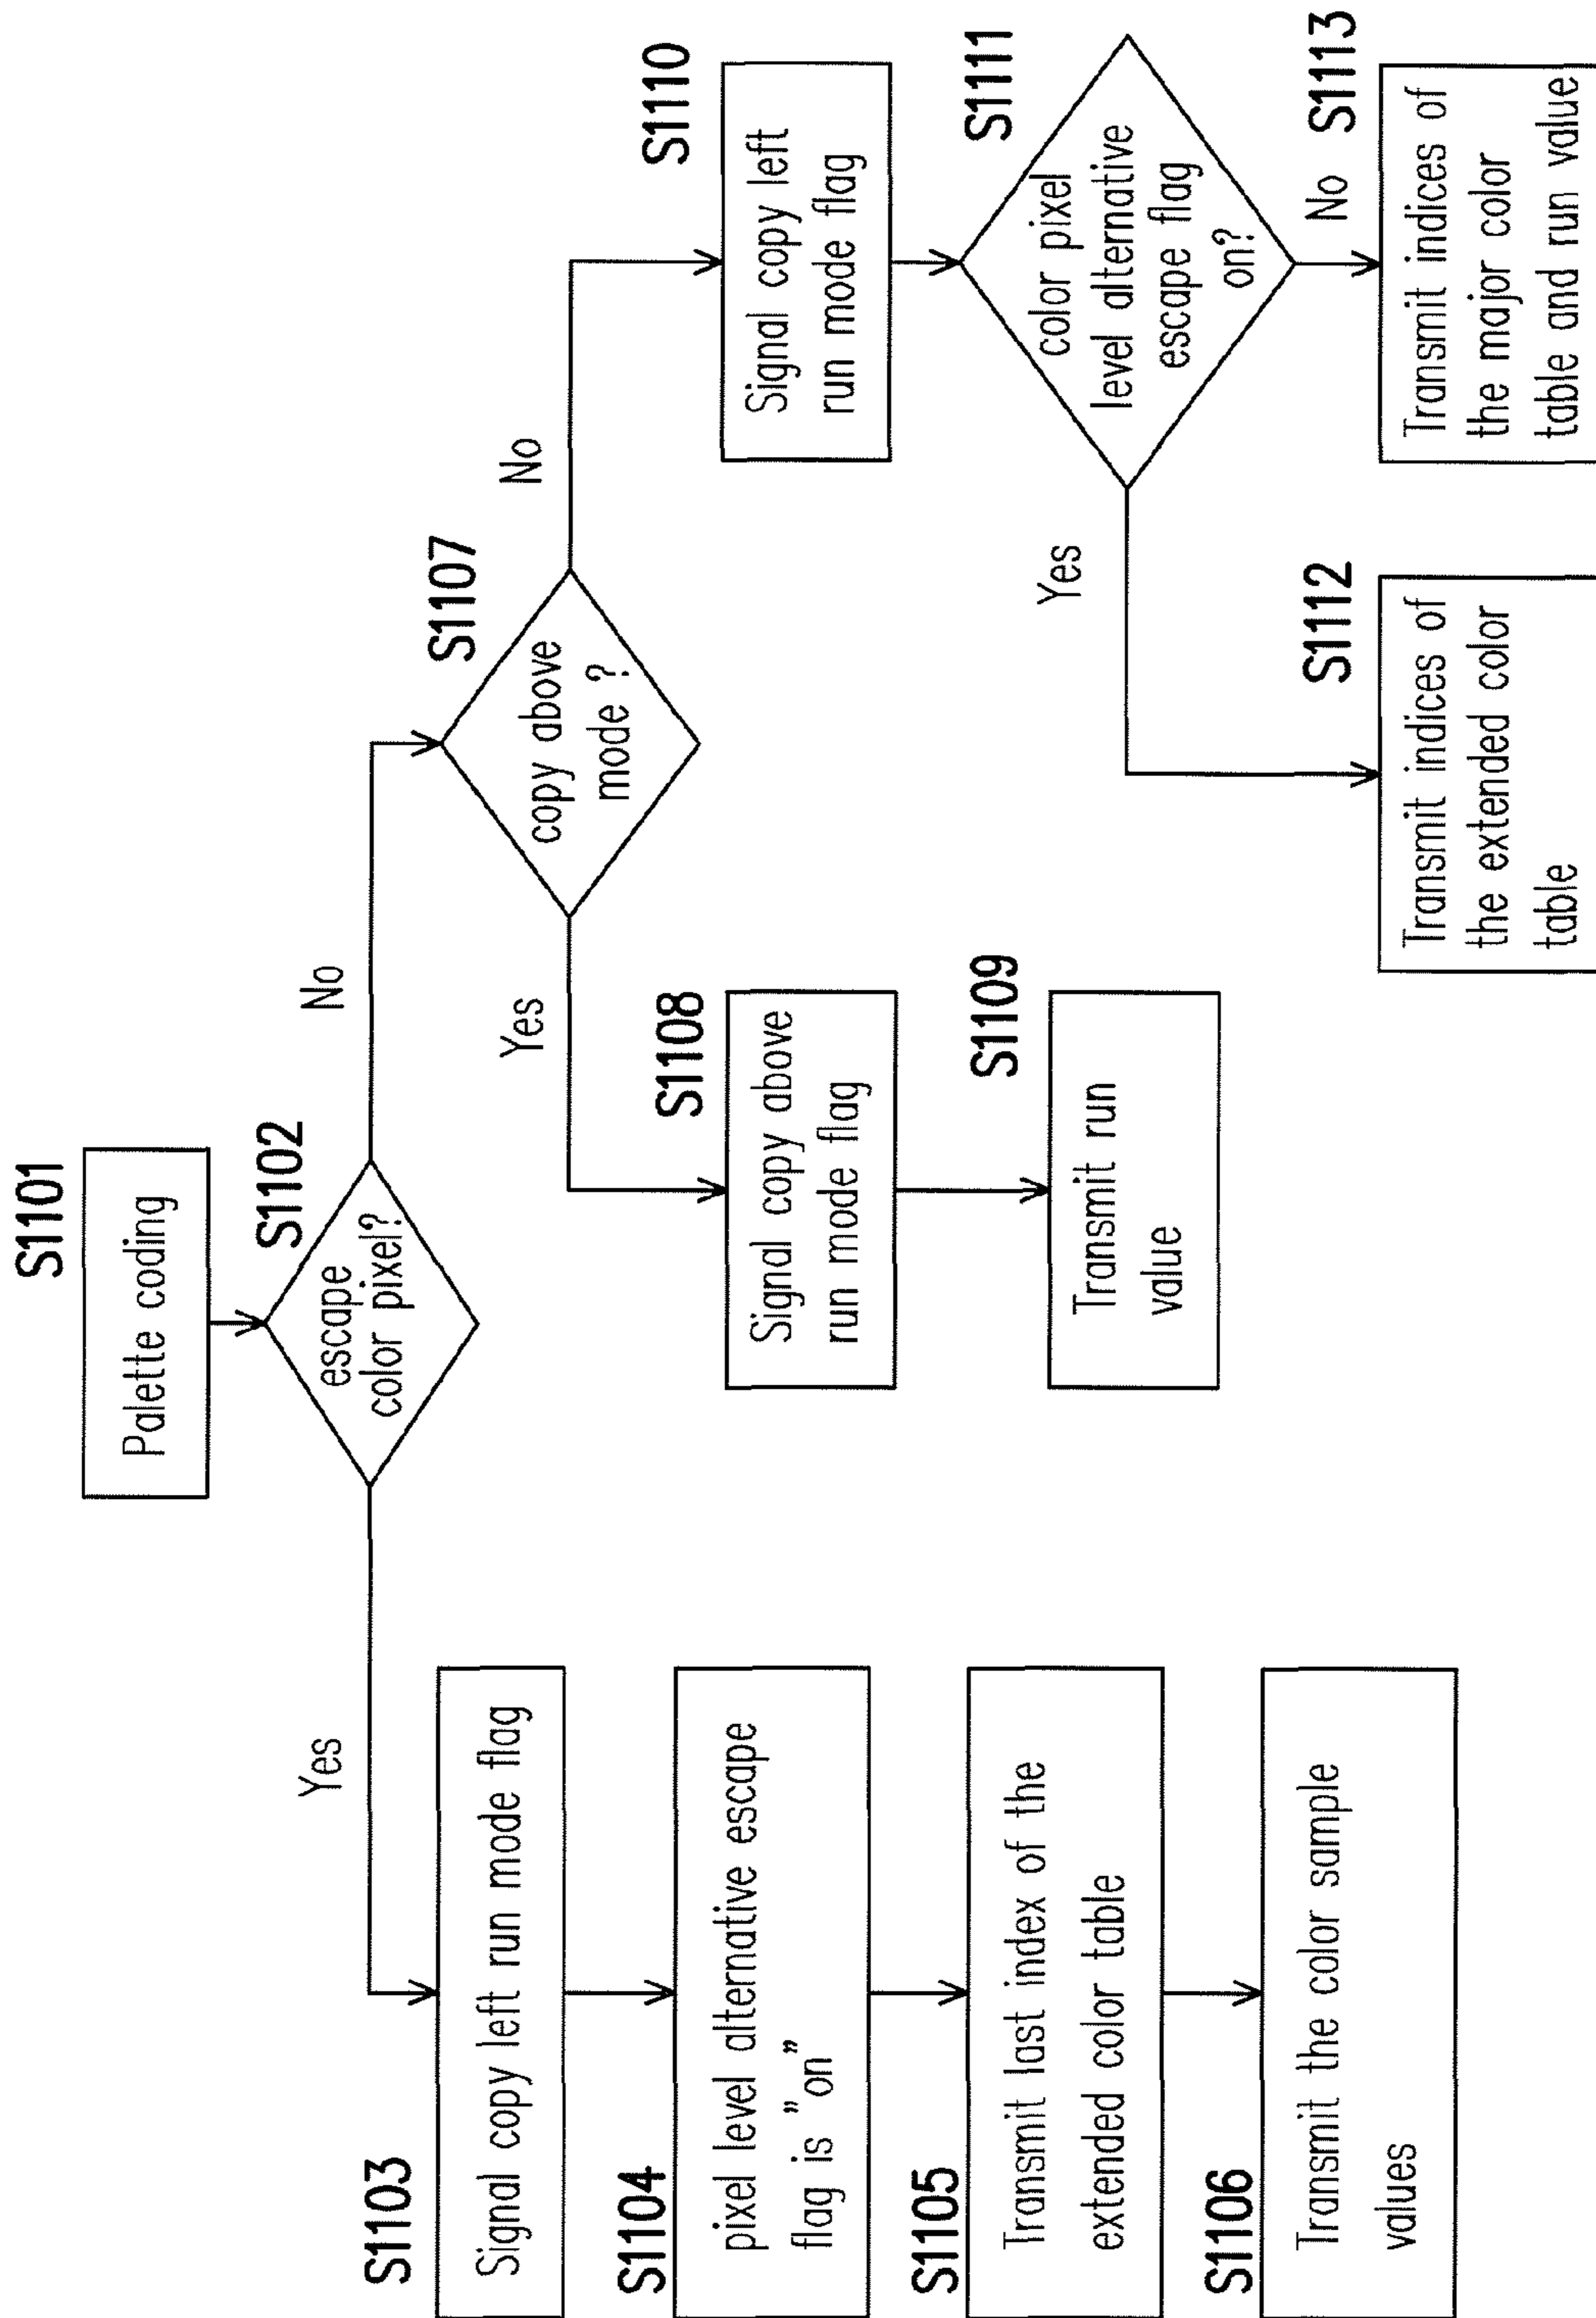 S1101
Palette coding
S1102
escape
color pixel?
Yes
No
S1103
Signal copy left run mode flag
S1104
pixel level alternative escape
flag is "on"
S1105
Transmit last index of the
extended color table
S1106
Transmit the color sample
values
S1107
copy above
mode ?
Yes
No
S1108
Signal copy above
run mode flag
S1109
Transmit run
value
S1110
Signal copy left
run mode flag
S1111
color pixel
level alternative
escape flag
on?
Yes
No
S1112
Transmit indices of
the extended color
table
S1113
Transmit indices of
the major color
table and run value